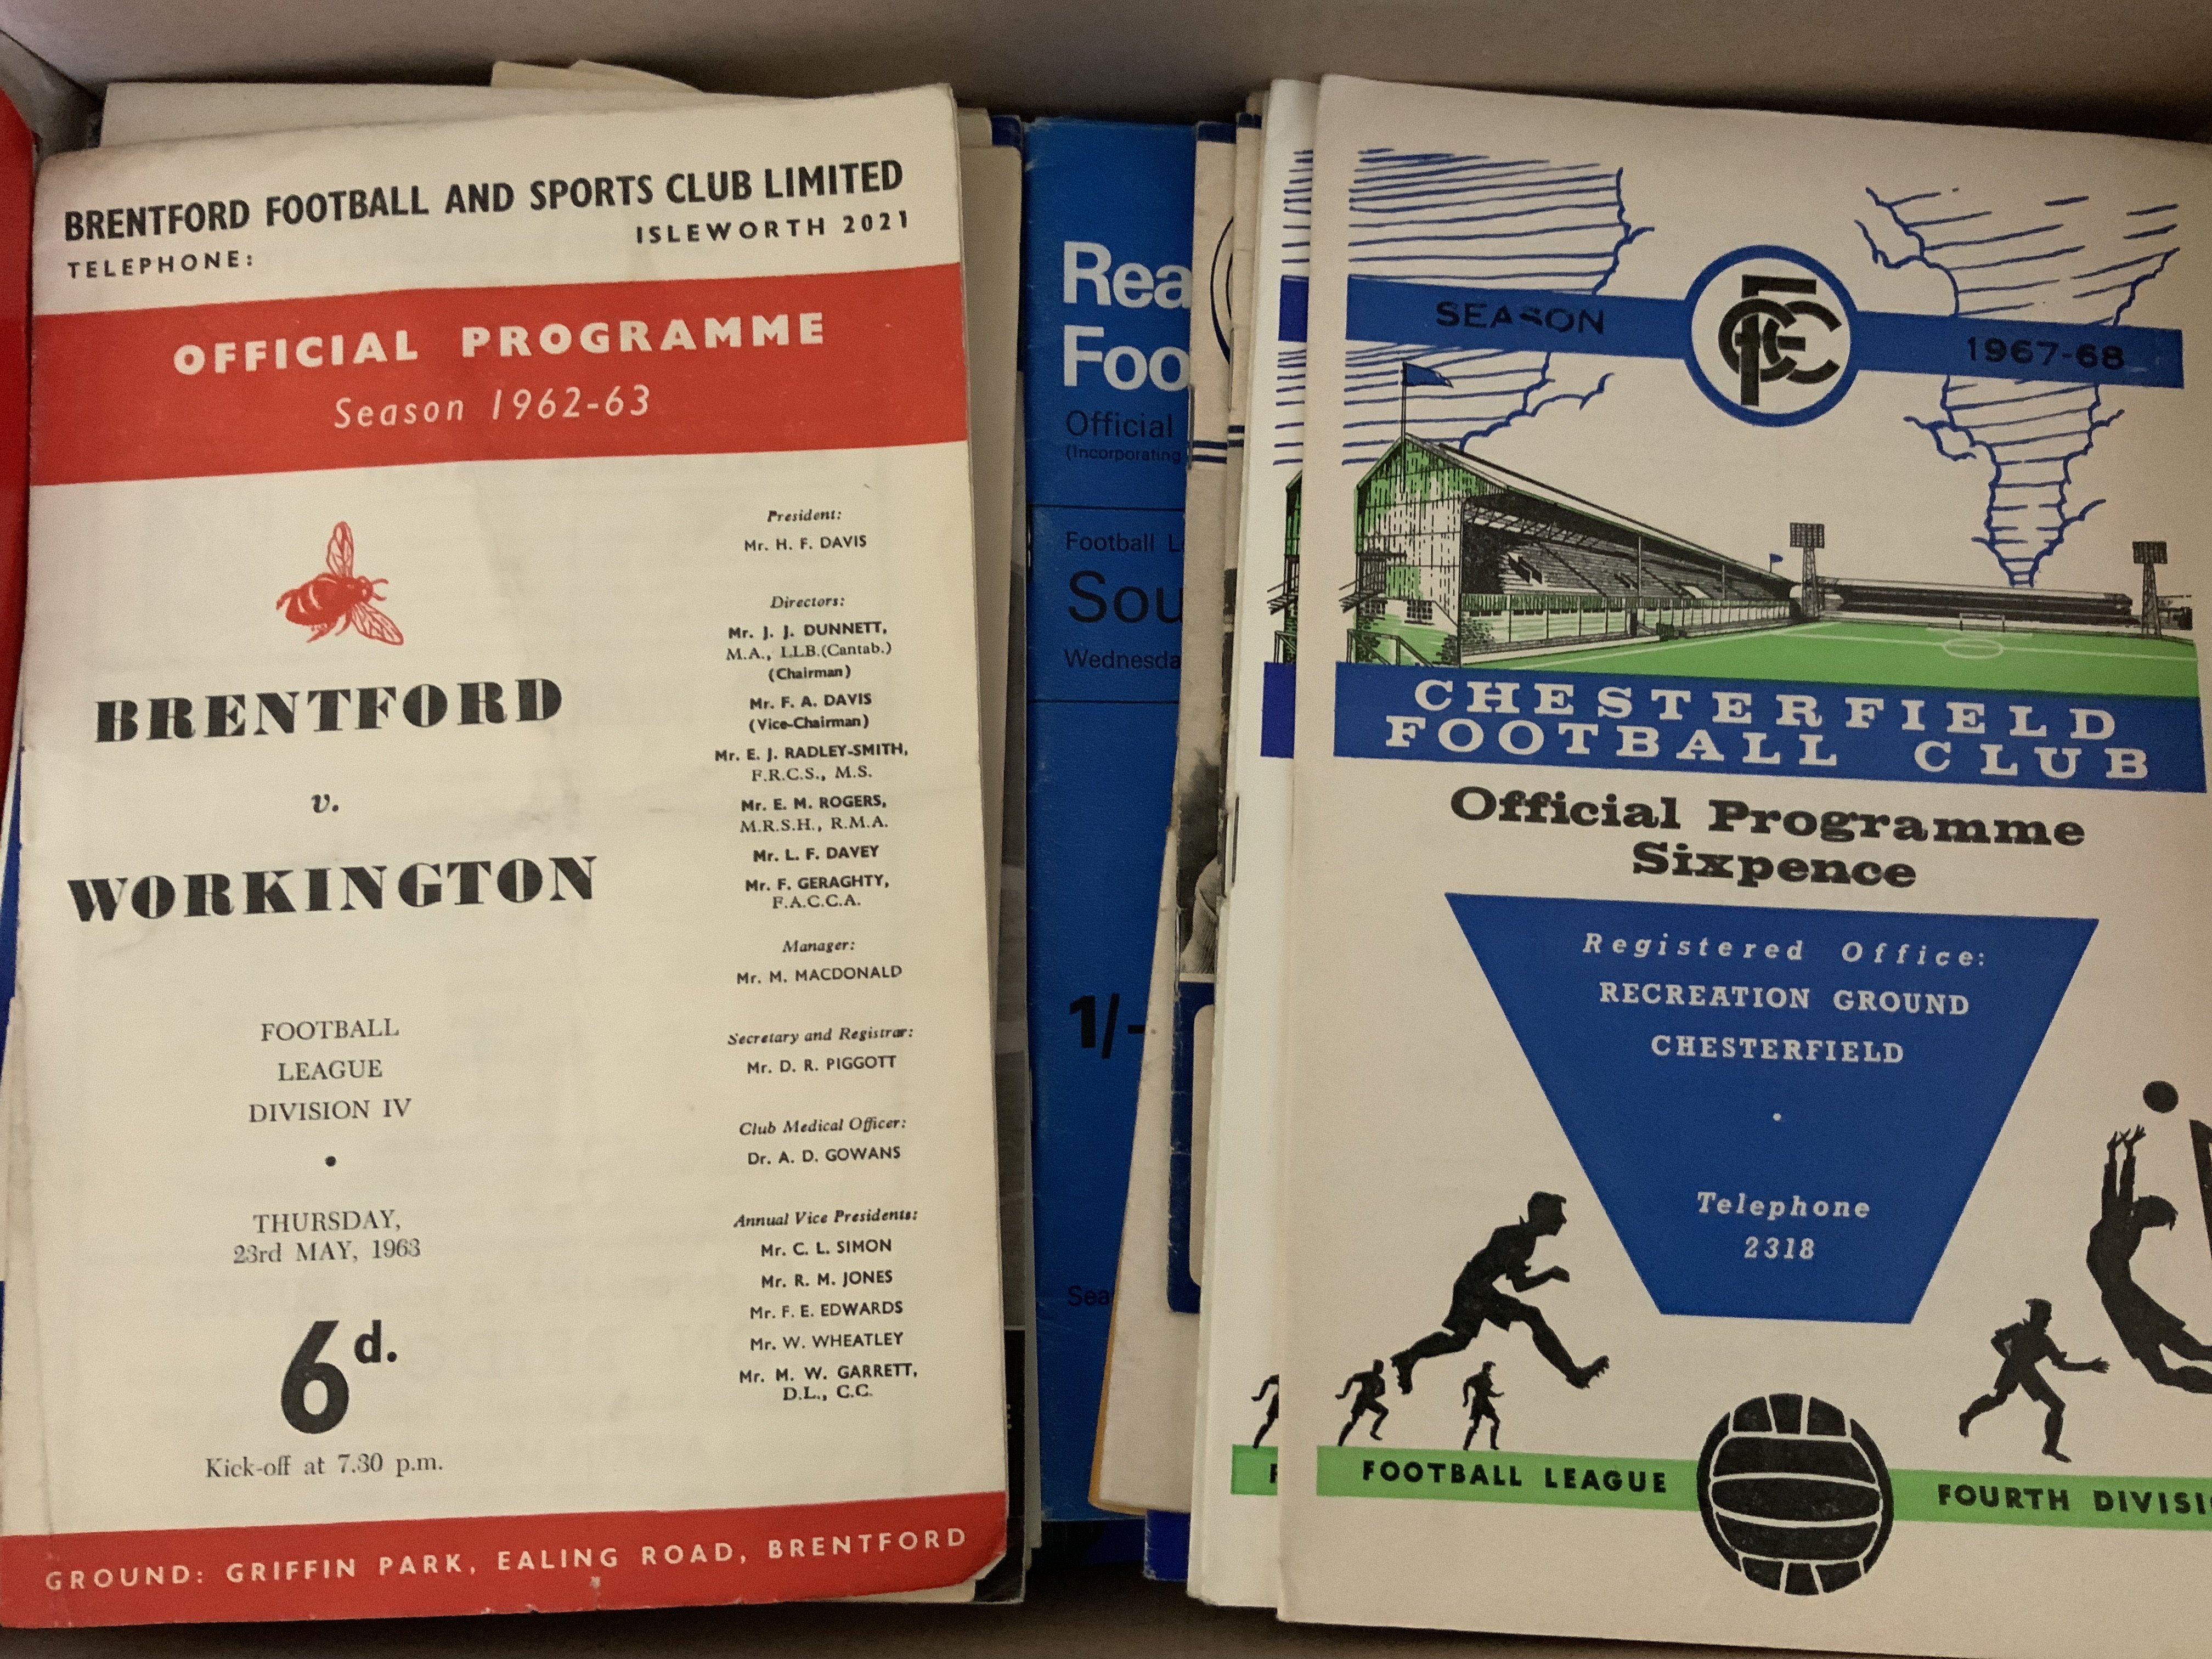 BRENTFORD FOOTBALL AND SPORTS CLUB LIMITED
TELEPHONE: ISLEWORTH 2021
OFFICIAL PROGRAMME
Season 1962-63
BRENTFORD
v.
WORKINGTON
FOOTBALL
LEAGUE
DIVISION IV
THURSDAY,
23rd MAY, 1963
6d.
Kick-off at 7.30 p.m.
President:
Mr. H. F. DAVIS
Directors:
Mr. J. J. DUNNETT,
M.A., LL.B.(Cantab.)
(Chairman)
Mr. F. A. DAVIS
(Vice-Chairman)
Mr. E. J. RADLEY-SMITH,
F.R.C.S., M.S.
Mr. E. M. ROGERS,
M.R.S.H., R.M.A.
Mr. L. F. DAVEY
Mr. F. GERAGHTY,
F.A.C.C.A.
Manager:
Mr. M. MACDONALD
Secretary and Registrar:
Mr. D. R. PIGGOTT
Club Medical Officer:
Dr. A. D. GOWANS
Annual Vice Presidents:
Mr. C. L. SIMON
Mr. R. M. JONES
Mr. F. E. EDWARDS
Mr. W. WHEATLEY
Mr. M. W. GARRETT,
D.L., C.C.
GROUND: GRIFFIN PARK, EALING ROAD, BRENTFORD
Rea
Foo
Official
(Incorporating
Football L
Sou
Wednesda
1/-
Sea
SEASON 1967-68
CHESTERFIELD
FOOTBALL CLUB
Official Programme
Sixpence
Registered Office:
RECREATION GROUND
CHESTERFIELD
Telephone
2318
F
FOOTBALL LEAGUE FOURTH DIVISI